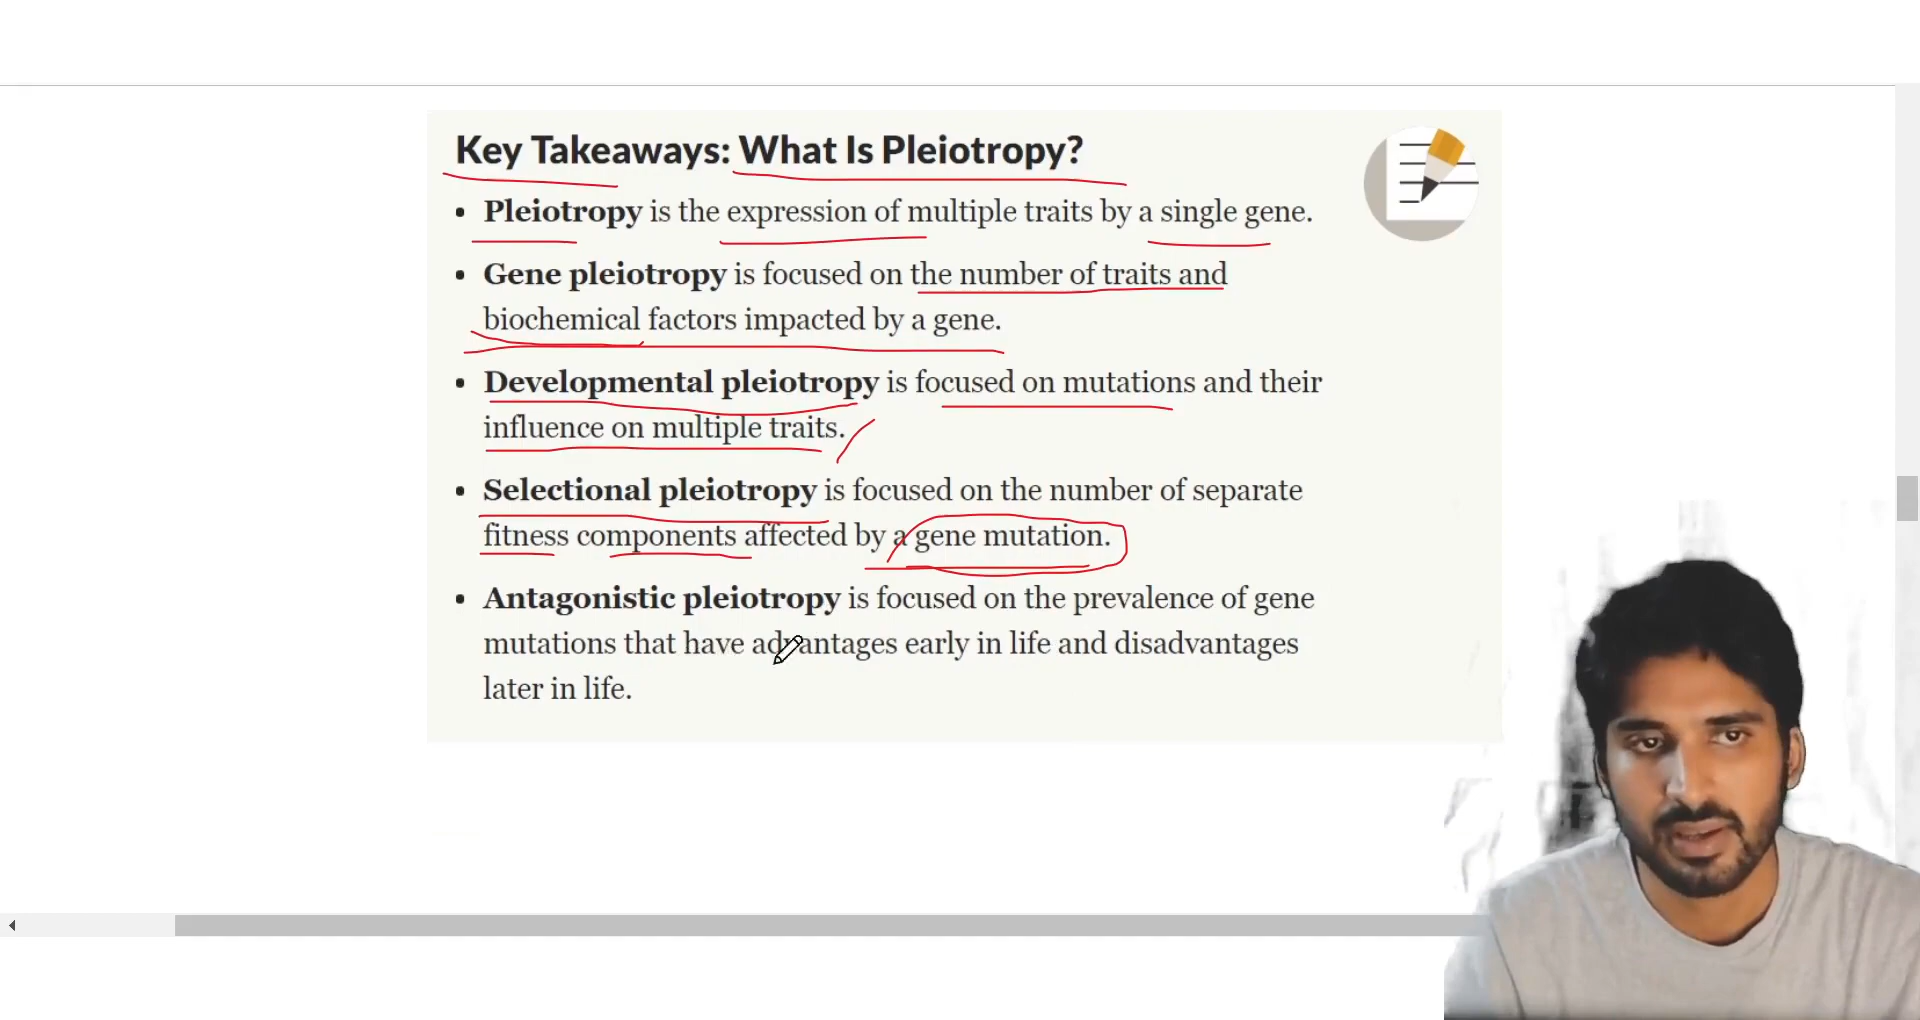 Key Takeaways: What Is Pleiotropy?
• Pleiotropy is the expression of multiple traits by a single gene.
• Gene pleiotropy is focused on the number of traits and
biochemical factors impacted by a gene.
• Developmental pleiotropy is focused on mutations and their
influence on multiple traits.
• Selectional pleiotropy is focused on the number of separate
fitness components affected by a gene mutation.
• Antagonistic pleiotropy is focused on the prevalence of gene
mutations that have advantages early in life and disadvantages
later in life.